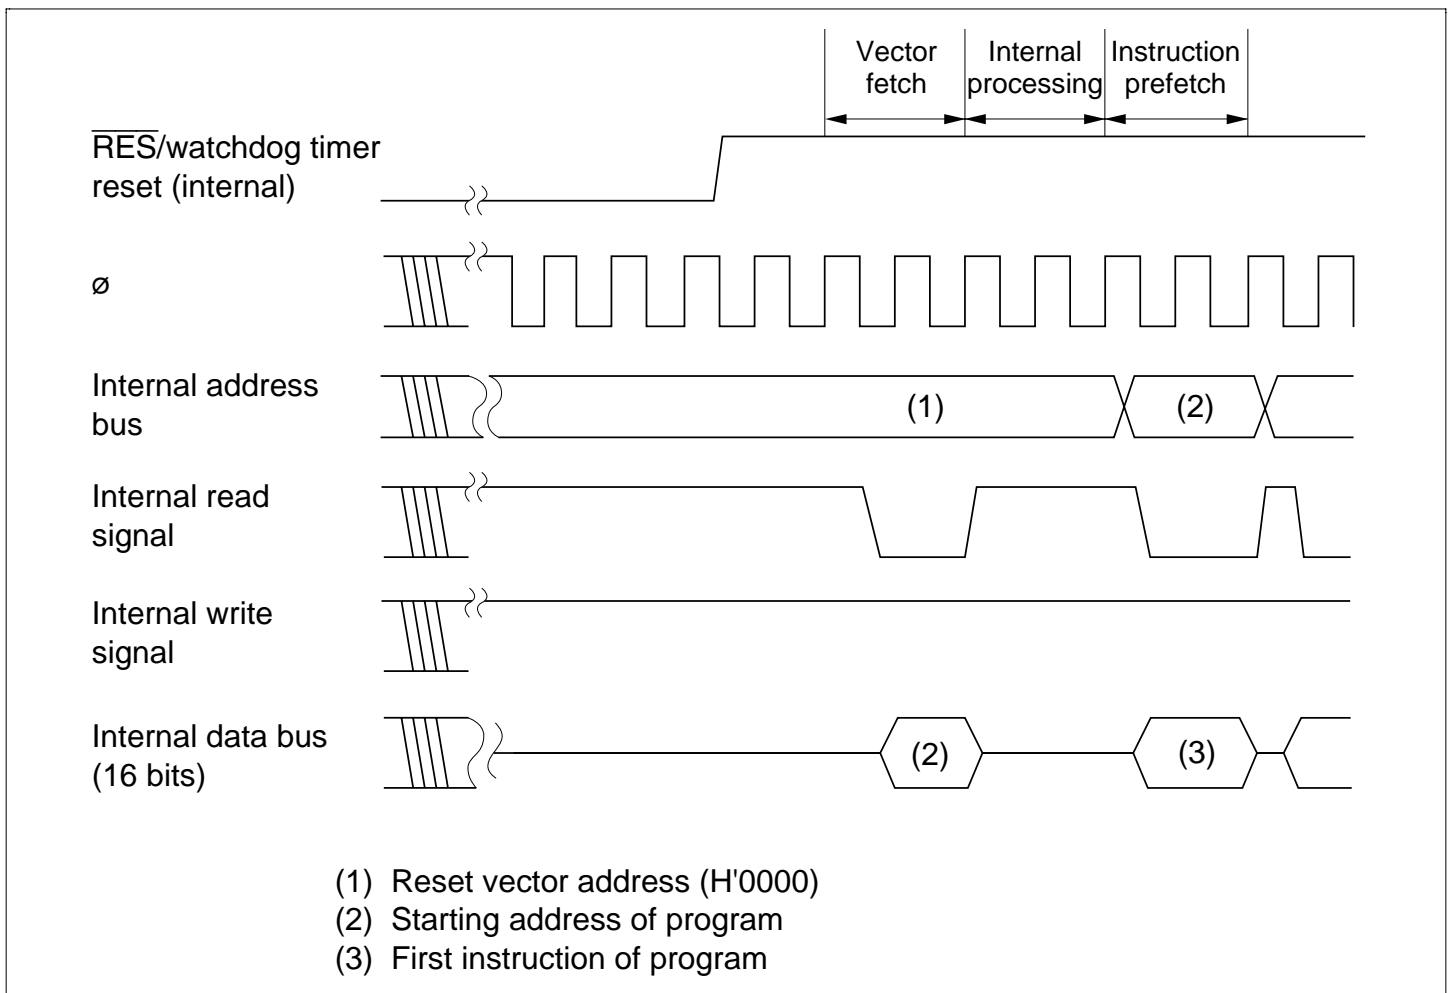 Vector fetch
Internal processing
Instruction prefetch
RES/watchdog timer
reset (internal)
ø
Internal address
bus
(1)
(2)
Internal read
signal
Internal write
signal
Internal data bus
(16 bits)
(2)
(3)
(1) Reset vector address (H'0000)
(2) Starting address of program
(3) First instruction of program